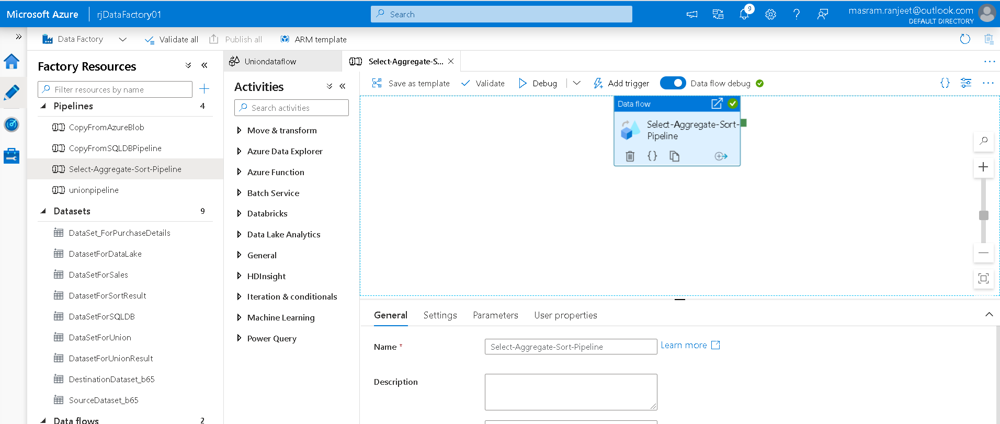 Microsoft Azure
rjDataFactory01
Search
9
masram.ranjeet@outlook.com
DEFAULT DIRECTORY
Data Factory
Validate all
Publish all
ARM template
Factory Resources
Filter resources by name
Pipelines 4
CopyFromAzureBlob
CopyFromSQLDBPipeline
Select-Aggregate-Sort-Pipeline
unionpipeline
Datasets 9
DataSet_ForPurchaseDetails
DatasetForDataLake
DataSetForSales
DatasetForSortResult
DataSetForSQLDB
DataSetForUnion
DatasetForUnionResult
DestinationDataset_b65
SourceDataset_b65
Data flows 2
Uniondataflow
Select-Aggregate-S...
Activities
Search activities
Move & transform
Azure Data Explorer
Azure Function
Batch Service
Databricks
Data Lake Analytics
General
HDInsight
Iteration & conditionals
Machine Learning
Power Query
Save as template
Validate
Debug
Add trigger
Data flow debug
Data flow
Select-Aggregate-Sort-
Pipeline
General
Settings
Parameters
User properties
Name *
Select-Aggregate-Sort-Pipeline
Learn more
Description